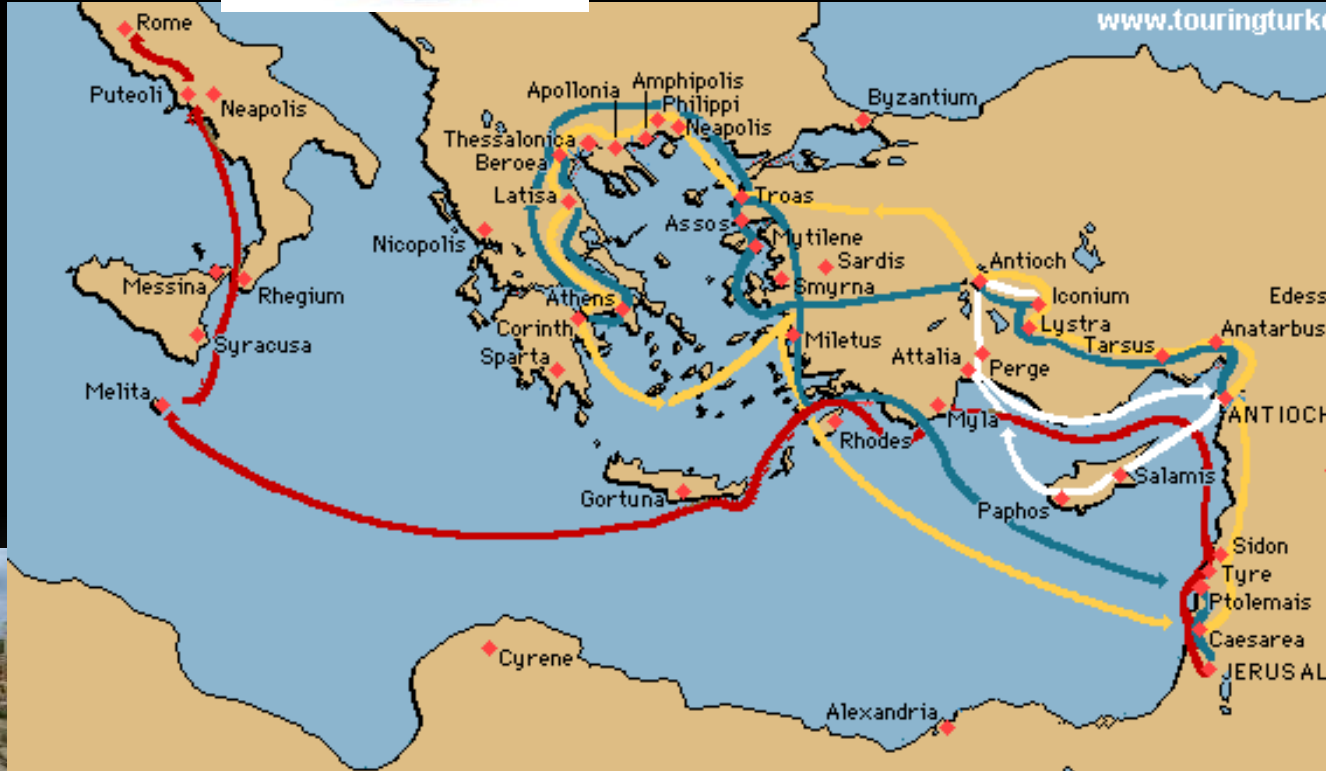 www.touringturke
Rome
Puteoli
Neapolis
Apollonia
Amphipolis
Philippi
Neapolis
Byzantium
Thessalonica
Beroea
Latisa
Troas
Assos
Mytilene
Nicopolis
Sardis
Antioch
Messina
Rhegium
Smyrna
Iconium
Edess
Athens
Corinth
Lystra
Anatarbus
Syracusa
Sparta
Miletus
Attalia
Tarsus
Perge
Melita
Rhodes
Myla
ANTIOCH
Gortuna
Salamis
Paphos
Sidon
Tyre
Ptolemais
Caesarea
Cyrene
JERUSAL
Alexandria